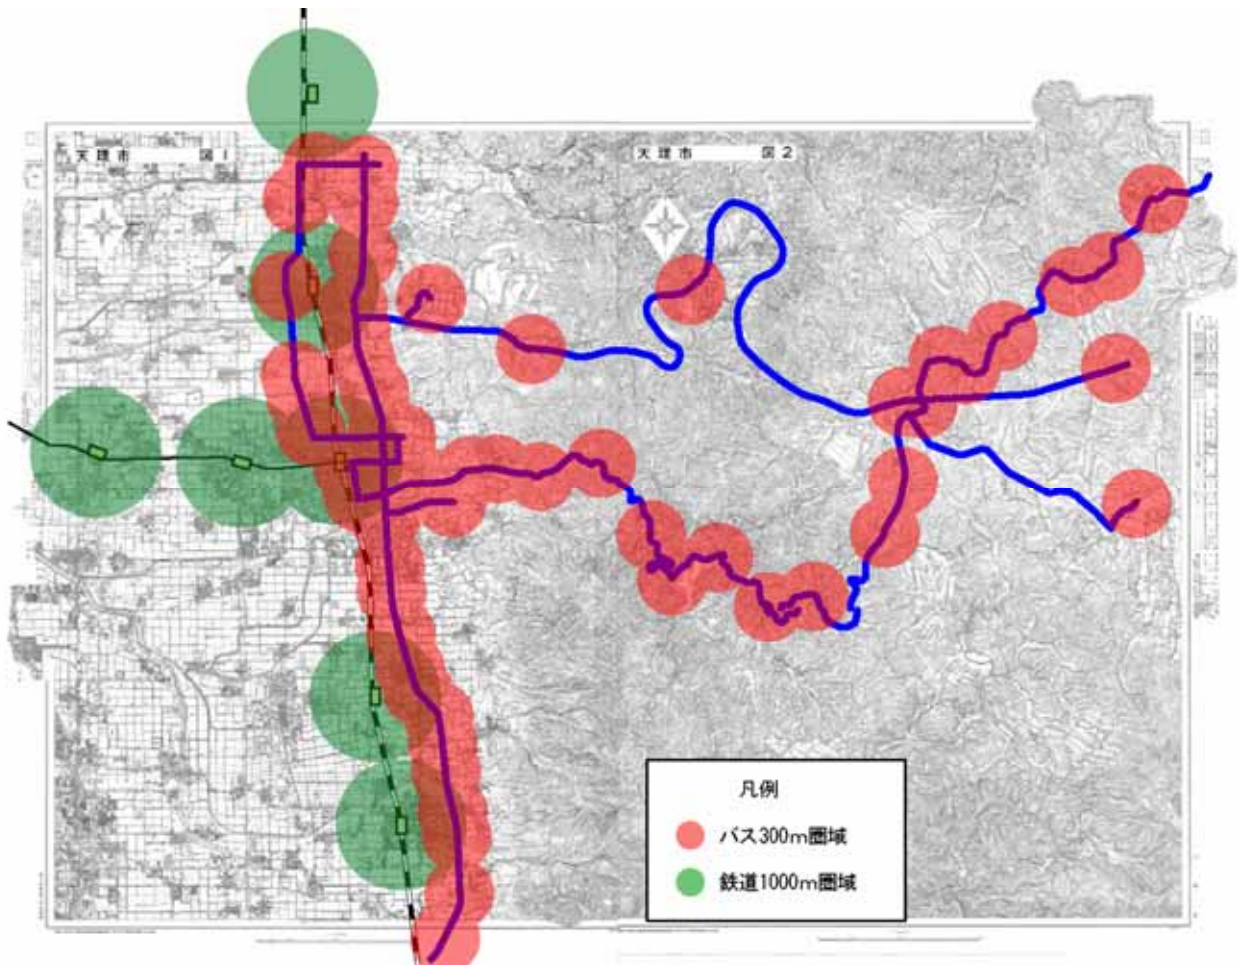 天理市 図1
天理市 図2
凡例
バス300m圏域
鉄道1000m圏域